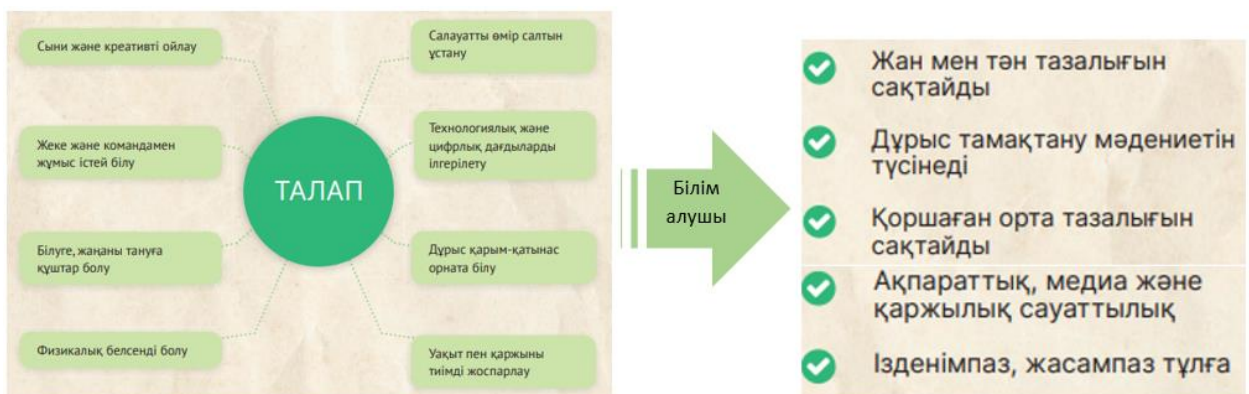 Сыни және креативті ойлау
Жеке және командамен
жұмыс істей білу
Білуге, жаңаны тануға
құштар болу
Физикалық белсенді болу
ТАЛАП
Салауатты өмір салтын
ұстану
Технологиялық және
цифрлық дағдыларды
ілгерілету
Дұрыс қарым-қатынас
орната білу
Уақыт пен қаржыны
тиімді жоспарлау
Білім
алушы
Жан мен тән тазалығын
сақтайды
Дұрыс тамақтану мәдениетін
түсінеді
Қоршаған орта тазалығын
сақтайды
Ақпараттық, медиа және
қаржылық сауаттылық
Ізденімпаз, жасампаз тұлға